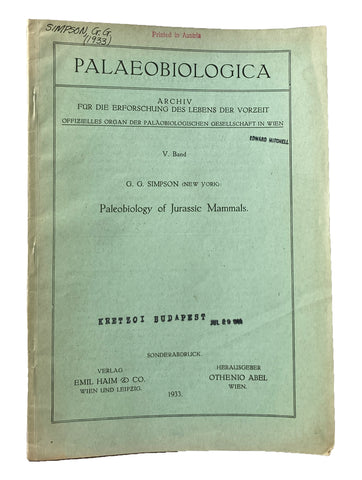 SIMPSON, G. G.
(1933)
Printed in Austria
PALAEOBIOLOGICA
ARCHIV
FÜR DIE ERFORSCHUNG DES LEBENS DER VORZEIT
OFFIZIELLES ORGAN DER PALÄOBIOLOGISCHEN GESELLSCHAFT IN WIEN
EDWARD MITCHELL
V. Band
G. G. SIMPSON (NEW YORK):
Paleobiology of Jurassic Mammals.
KRETZOI BUDAPEST
SONDERABDRUCK.
VERLAG
EMIL HAIM & CO.
WIEN UND LEIPZIG.
HERAUSGEBER
OTHENIO ABEL
WIEN.
1933.